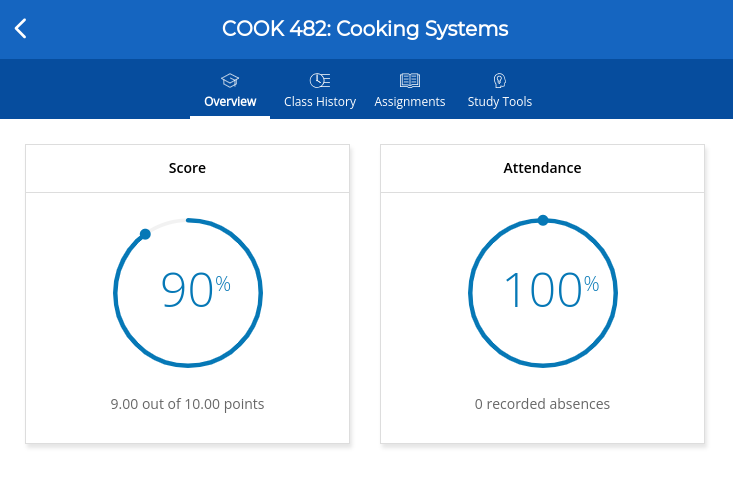 COOK 482: Cooking Systems
Overview Class History Assignments Study Tools
Score
90%
9.00 out of 10.00 points
Attendance
100%
0 recorded absences